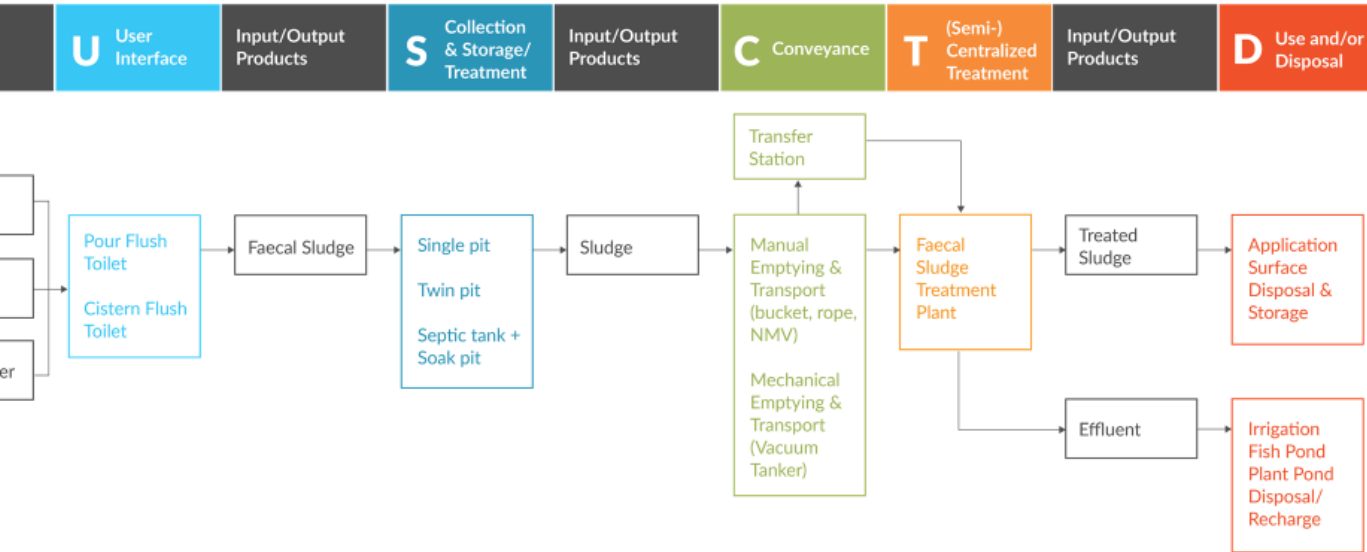 U
User
Interface
Input/Output
Products
S
Collection
& Storage/
Treatment
Input/Output
Products
C
Conveyance
T
(Semi-)
Centralized
Treatment
Input/Output
Products
D
Use and/or
Disposal
Transfer
Station
er
Pour Flush
Toilet
Cistern Flush
Toilet
Faecal Sludge
Single pit
Twin pit
Septic tank +
Soak pit
Sludge
Manual
Emptying &
Transport
(bucket, rope,
NMV)
Mechanical
Emptying &
Transport
(Vacuum
Tanker)
Faecal
Sludge
Treatment
Plant
Treated
Sludge
Application
Surface
Disposal &
Storage
Effluent
Irrigation
Fish Pond
Plant Pond
Disposal/
Recharge